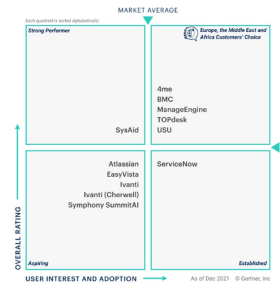 MARKET AVERAGE
Each quadrant is sorted alphabetically.
Strong Performer
Europe, the Middle East and
Africa Customers' Choice
4me
BMC
ManageEngine
TOPdesk
USU
SysAid
Atlassian
EasyVista
Ivanti
Ivanti (Cherwell)
Symphony SummitAI
ServiceNow
OVERALL RATING
Aspiring
Established
USER INTEREST AND ADOPTION
As of Dec 2021 © Gartner, Inc